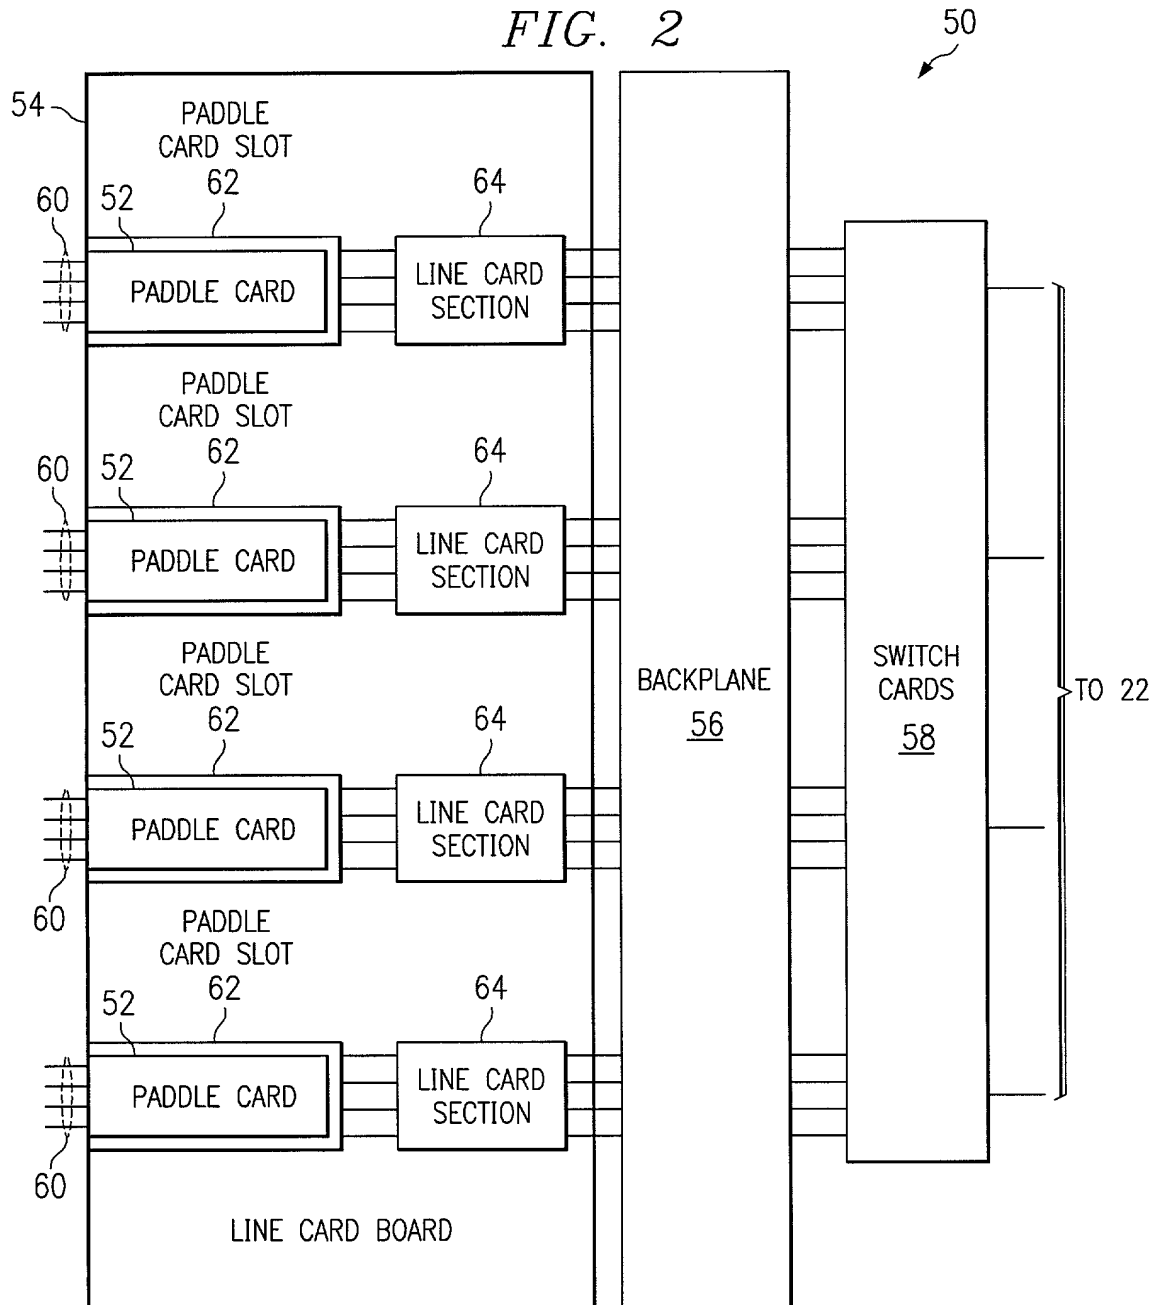 FIG. 2
50
54
PADDLE
CARD SLOT
60
52
62
64
PADDLE CARD
LINE CARD
SECTION
PADDLE
CARD SLOT
60
52
62
64
PADDLE CARD
LINE CARD
SECTION
PADDLE
CARD SLOT
52
62
64
PADDLE CARD
LINE CARD
SECTION
60
BACKPLANE
56
SWITCH
CARDS
58
TO 22
PADDLE
CARD SLOT
52
62
64
PADDLE CARD
LINE CARD
SECTION
60
LINE CARD BOARD